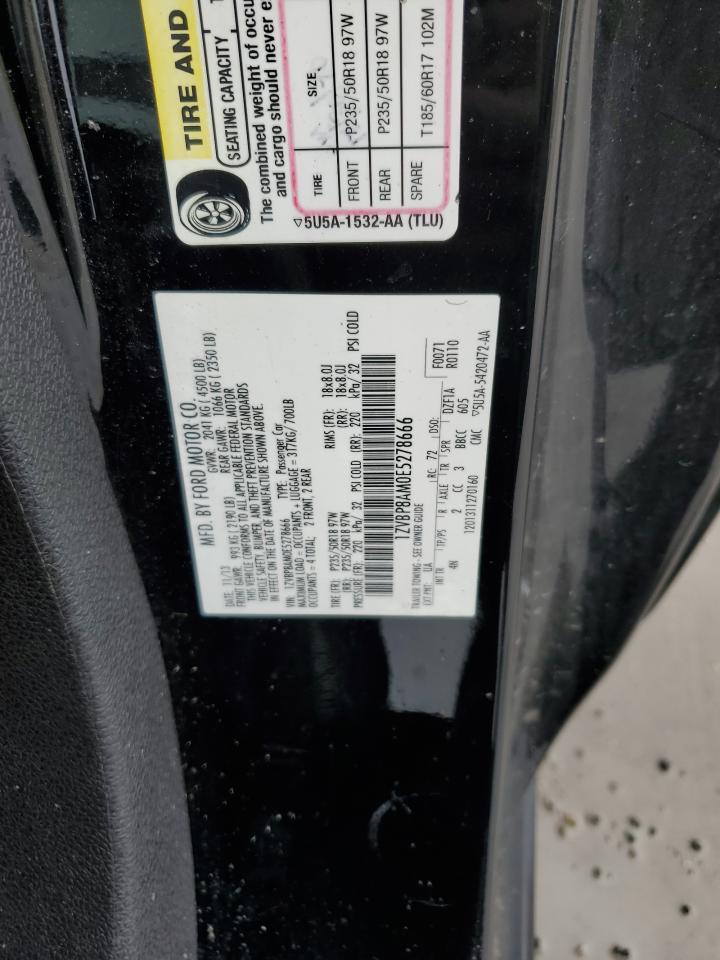 TIRE AND
SEATING CAPACITY
The combined weight of occu
and cargo should never e
TIRE SIZE
FRONT P235/50R18 97W
REAR P235/50R18 97W
SPARE T185/60R17 102M
5U5A-1532-AA (TLU)
MFD. BY FORD MOTOR CO.
DATE: 11/13 GVWR: 2041 KG ( 4500 LB)
FRONT GAWR: 993 KG ( 2190 LB) REAR GAWR: 1066 KG ( 2350 LB)
THIS VEHICLE CONFORMS TO ALL APPLICABLE FEDERAL MOTOR
VEHICLE SAFETY, BUMPER, AND THEFT PREVENTION STANDARDS
IN EFFECT ON THE DATE OF MANUFACTURE SHOWN ABOVE.
VIN: 1ZVBP8AM0E5278666 TYPE: Passenger Car
MAXIMUM LOAD = OCCUPANTS + LUGGAGE = 317KG/ 700LB
OCCUPANTS = 4 TOTAL: 2 FRONT, 2 REAR
TIRE (FR): P235/50R18 97W RIMS (FR): 18x8.0J
(RR): P235/50R18 97W (RR): 18x8.0J
PRESSURE (FR): 220 kPa/ 32 PSI COLD (RR): 220 kPa/ 32 PSI COLD
1ZVBP8AM0E5278666
TRAILER TOWING - SEE OWNER GUIDE F0071
EXT PNT: UA RC: 72 DSO: R0110
INT TR TP/PS R AXLE TR SPR DZF1A
4N 2 CC 3 BBCC 605
1201311270160 CMC 5U5A-5420472-AA